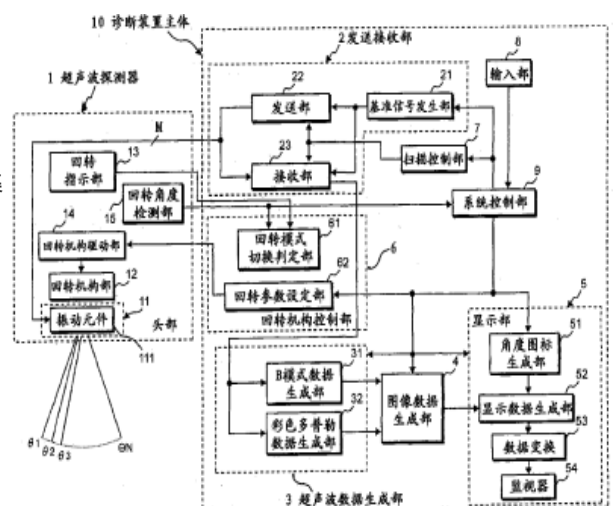 10 诊断装置主体
2 发送接收部
8
输入部
1 超声波探测器
22
发送部
21
基准信号发生部
M
7
扫描控制部
23
接收部
9
系统控制部
13
回转
指示部
15
回转角度
检测部
14
回转机构驱动部
61
回转模式
切换判定部
6
62
回转参数设定部
回转机构控制部
12
回转机构部
11
振动元件
头部
111
5
显示部
51
角度图标
生成部
31
B模式数据
生成部
4
图像数据
生成部
52
显示数据生成部
32
彩色多普勒
数据生成部
53
数据变换
54
监视器
θ1
θ2
θ3
θN
3 超声波数据生成部